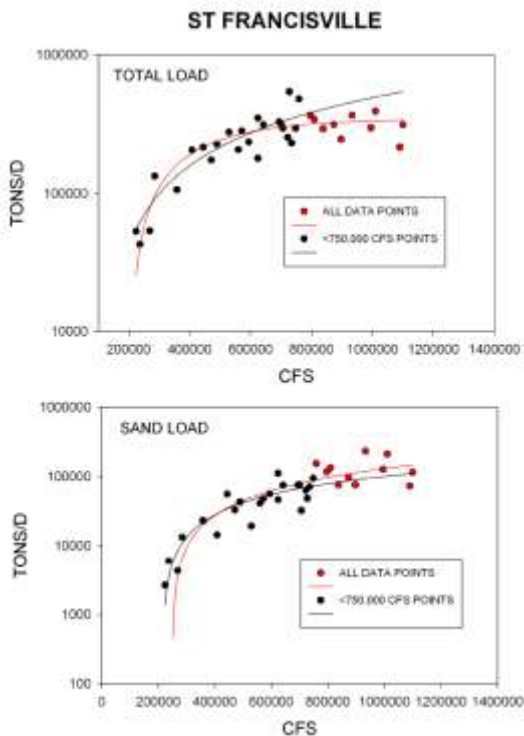 ST FRANCISVILLE
1000000
TOTAL LOAD
TONS/D
100000
ALL DATA POINTS
<750,000 CFS POINTS
10000
200000 400000 600000 800000 1000000 1200000 1400000
CFS
1000000
SAND LOAD
100000
TONS/D
10000
ALL DATA POINTS
1000
<750,000 CFS POINTS
100
0 200000 400000 600000 800000 1000000 1200000 1400000
CFS